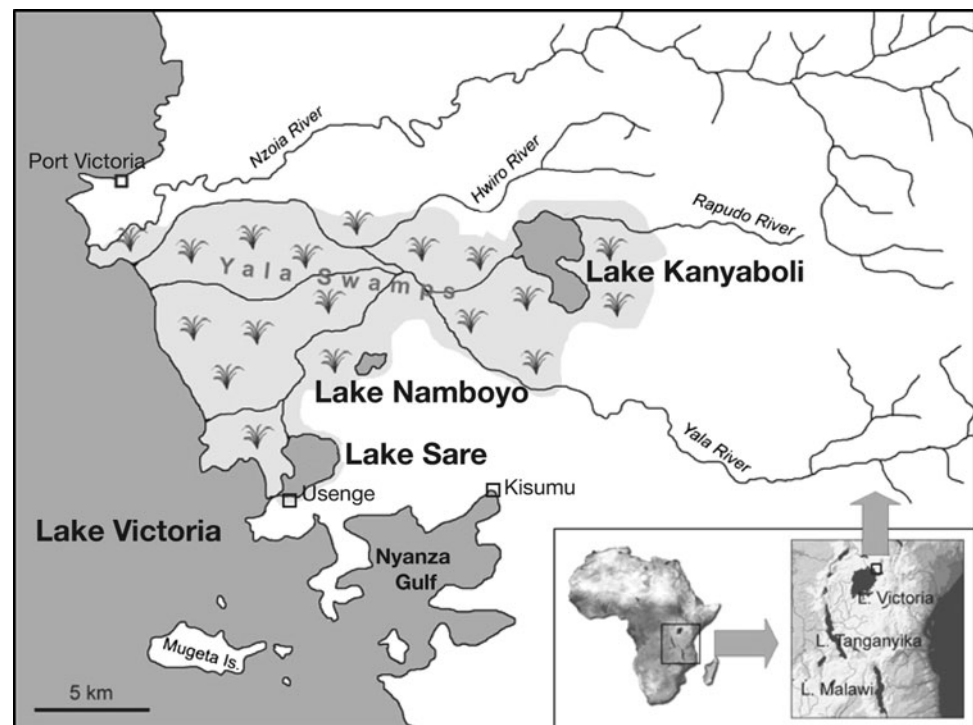 Nzoia River
Port Victoria
Hwiro River
Rapudo River
Yala Swamps
Lake Kanyaboli
Lake Namboyo
Yala River
Lake Sare
Usenge
Kisumu
Lake Victoria
Nyanza
Gulf
Mugeta Is.
5 km
L. Victoria
L. Tanganyika
L. Malawi